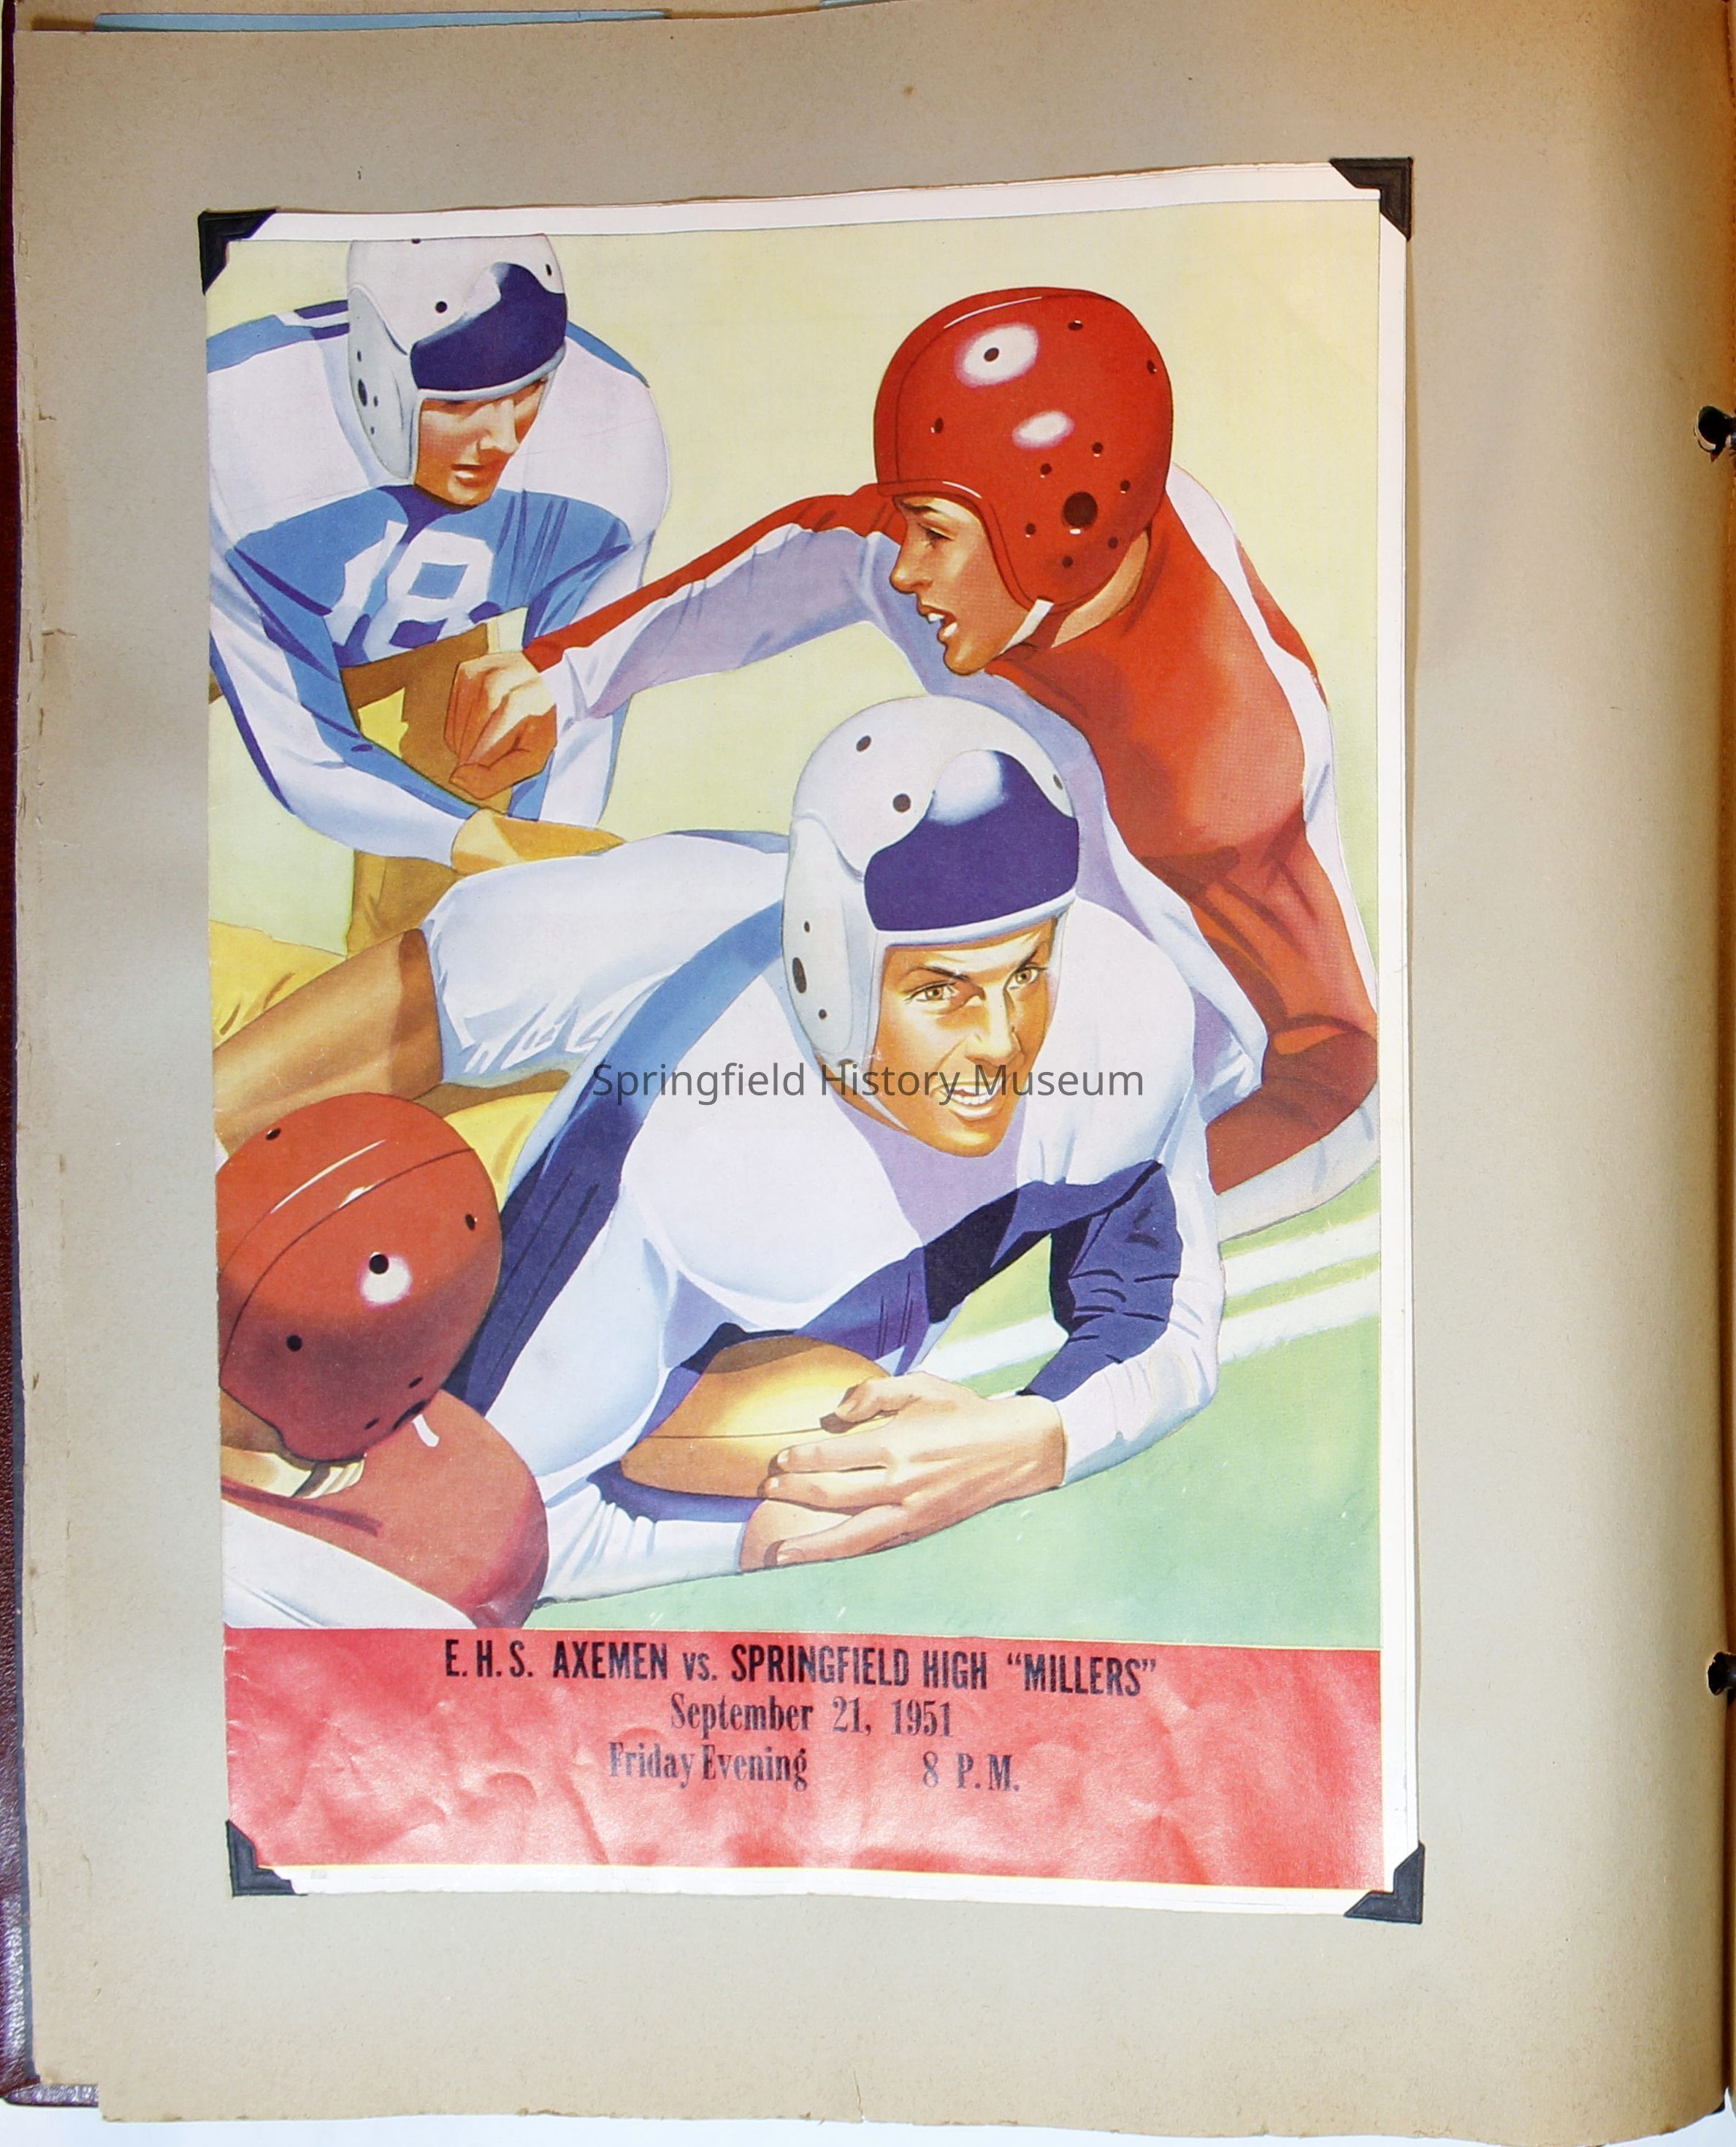 18
Springfield History Museum
E. H. S. AXEMEN vs. SPRINGFIELD HIGH “MILLERS”
September 21, 1951
Friday Evening 8 P. M.